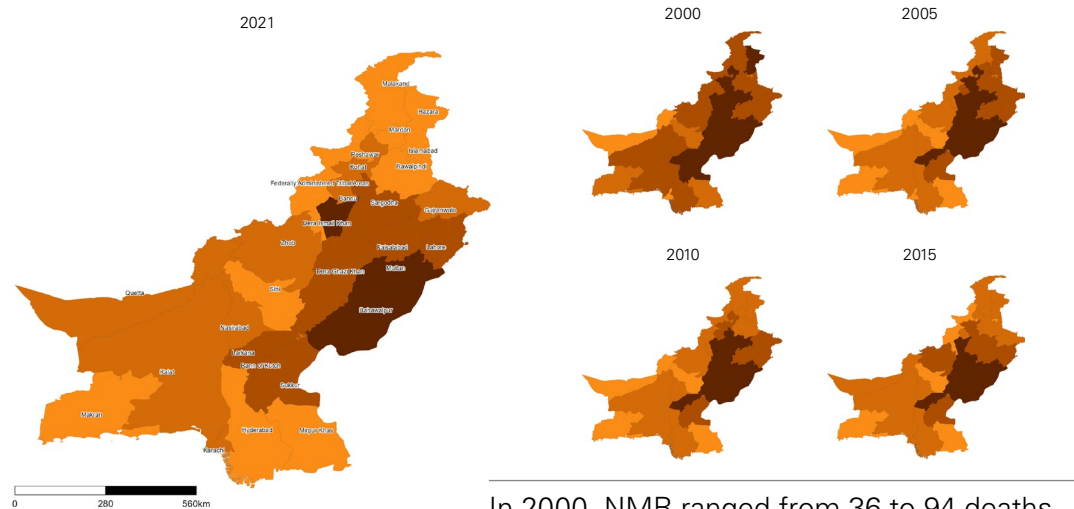 2021
2000
2005
Malakand
Hazara
Mardan
Islamabad
Peshawar
Kohat
Rawalpindi
Federally Administered Tribal Areas
Bannu
Sargodha
Gujranwala
Dera Ismail Khan
Zhob
Faisalabad
Lahore
Multan
Dera Ghazi Khan
Sibi
Quetta
Bahawalpur
Nasirabad
Larkana
Rann of Kutch
Kalat
Sukkur
Makran
Hyderabad
Mirpur Khas
Karachi
0 280 560km
2010
2015
In 2000, NMR ranged from 36 to 94 deaths